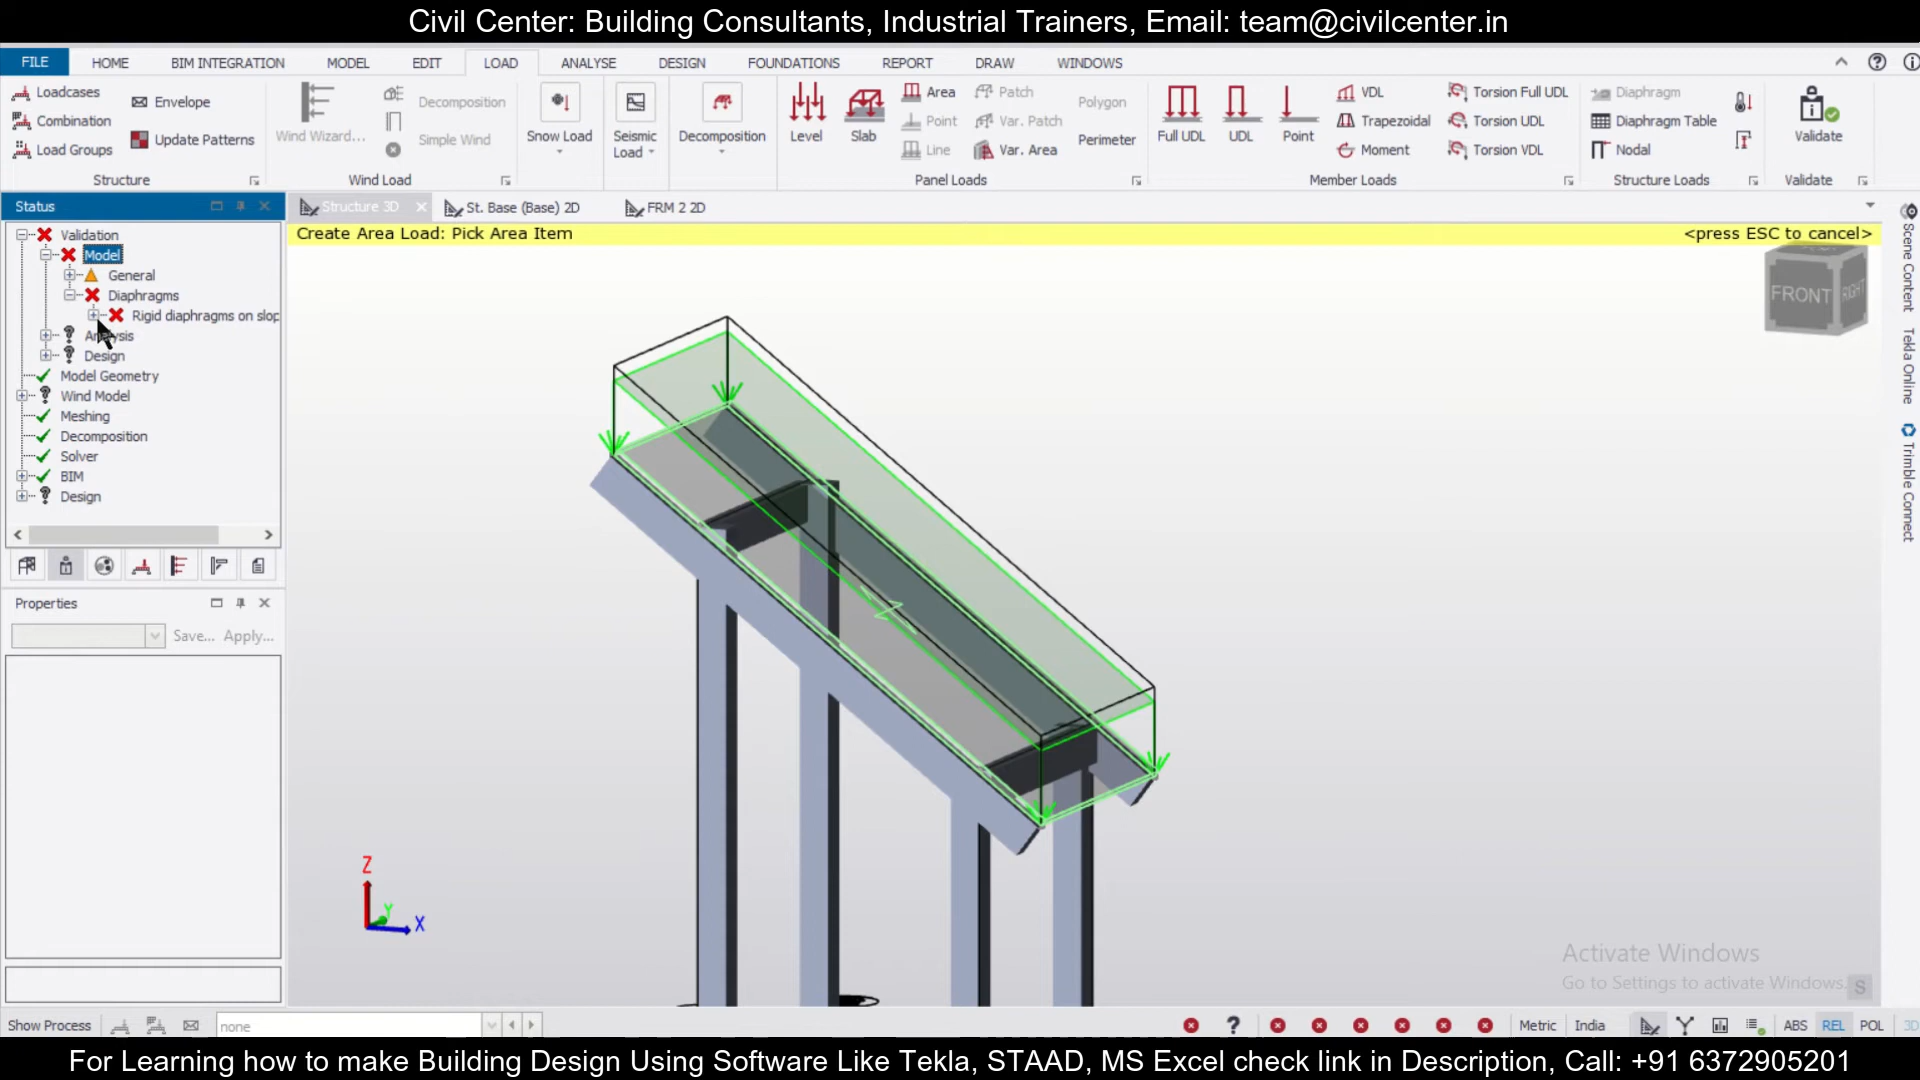 Civil Center: Building Consultants, Industrial Trainers, Email: team@civilcenter.in
FILE HOME BIM INTEGRATION MODEL EDIT LOAD ANALYSE DESIGN FOUNDATIONS REPORT DRAW WINDOWS
Loadcases
Combination
Load Groups
Envelope
Update Patterns
Structure
Wind Wizard...
Decomposition
Simple Wind
Wind Load
Snow Load
Seismic
Load
Decomposition
Level
Slab
Area
Point
Line
Patch
Var. Patch
Var. Area
Polygon
Perimeter
Panel Loads
Full UDL
UDL
Point
VDL
Trapezoidal
Moment
Torsion Full UDL
Torsion UDL
Torsion VDL
Member Loads
Diaphragm
Diaphragm Table
Nodal
Structure Loads
Validate
Validate
Status
Structure 3D
St. Base (Base) 2D
FRM 2 2D
Create Area Load: Pick Area Item
<press ESC to cancel>
Validation
Model
General
Diaphragms
Rigid diaphragms on slop
Analysis
Design
Model Geometry
Wind Model
Meshing
Decomposition
Solver
BIM
Design
Properties
Save... Apply...
FRONT
RIGHT
Scene Content
Tekla Online
Trimble Connect
Z
Y
X
Activate Windows
Go to Settings to activate Windows.
S
Show Process
none
Metric
India
ABS
REL
POL
3D
For Learning how to make Building Design Using Software Like Tekla, STAAD, MS Excel check link in Description, Call: +91 6372905201